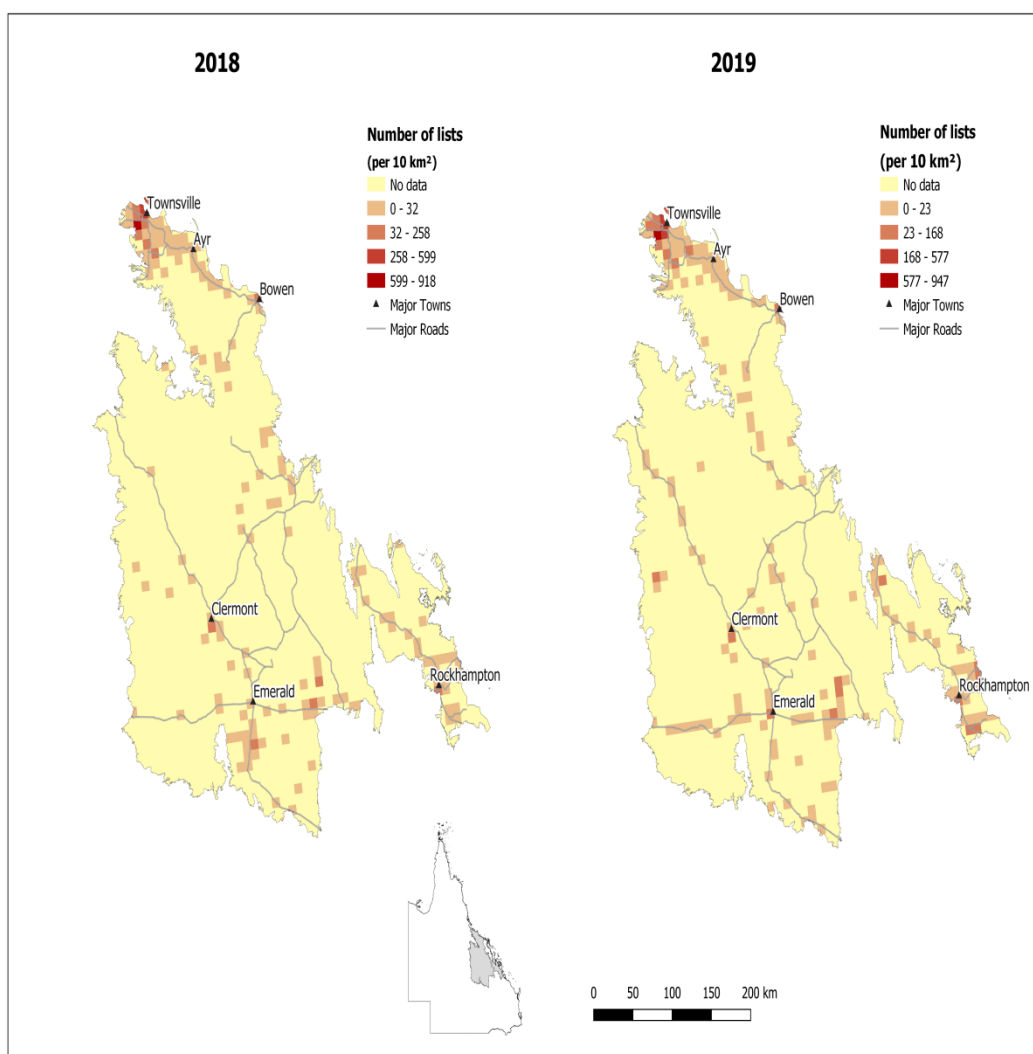 2018
Number of lists
(per 10 km²)
No data
0 - 32
32 - 258
258 - 599
599 - 918
Major Towns
Major Roads
Townsville
Ayr
Bowen
Clermont
Emerald
Rockhampton
2019
Number of lists
(per 10 km²)
No data
0 - 23
23 - 168
168 - 577
577 - 947
Major Towns
Major Roads
Townsville
Ayr
Bowen
Clermont
Emerald
Rockhampton
0 50 100 150 200 km